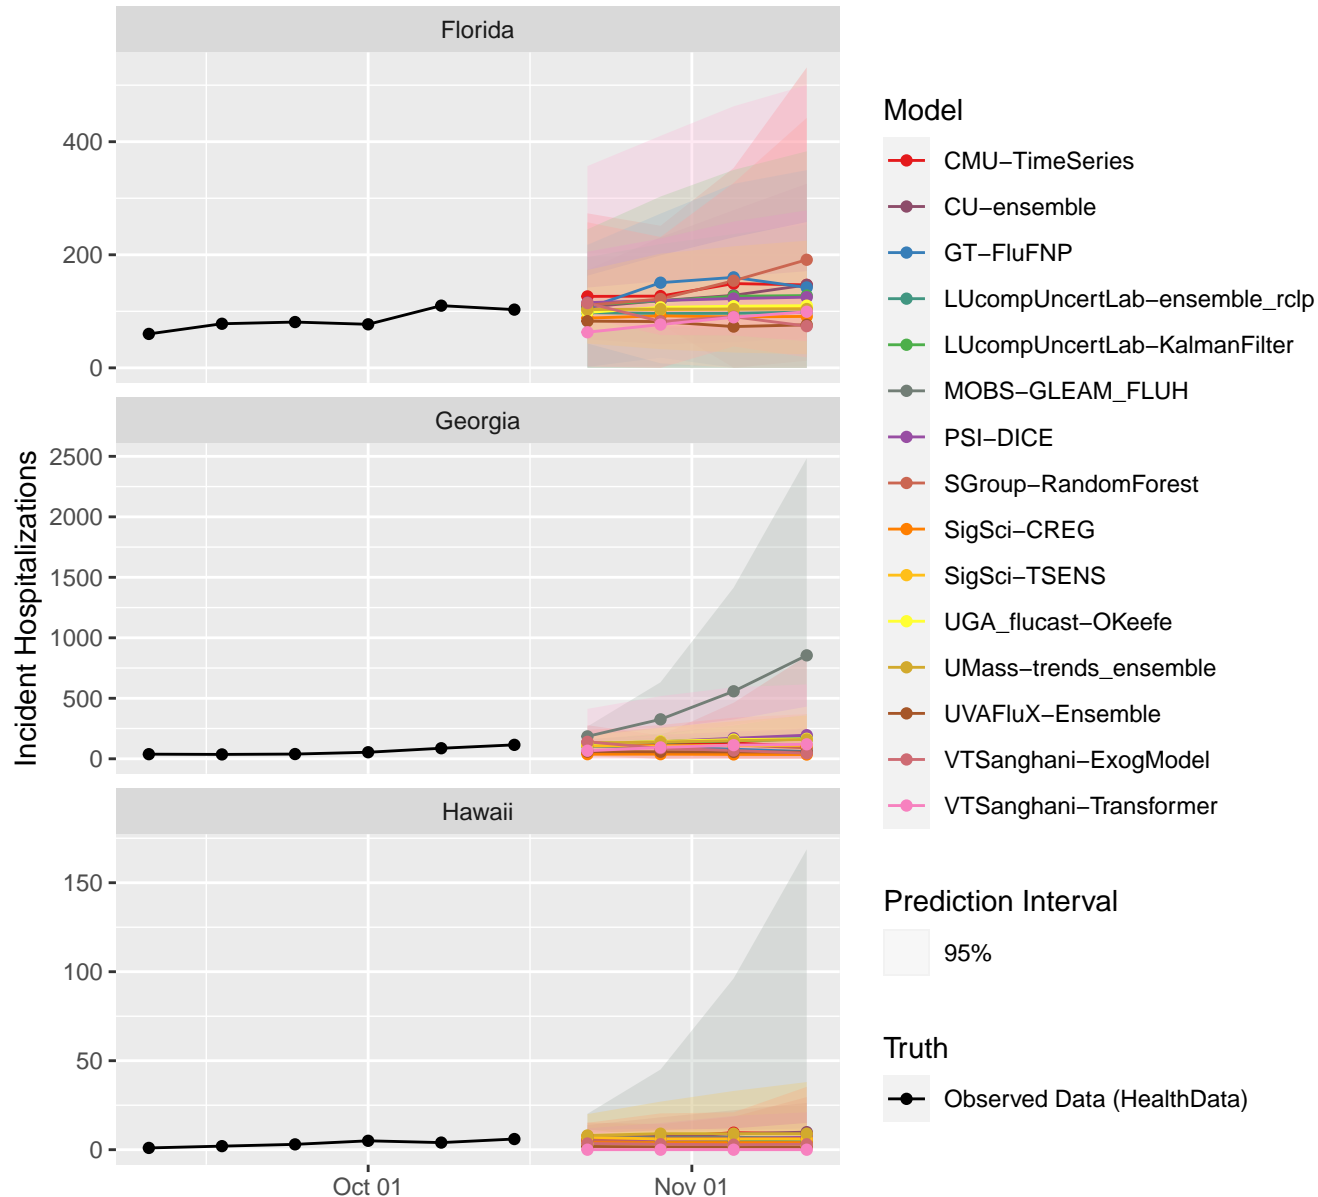 Florida
400
200
0
Georgia
2500
2000
1500
1000
500
0
Hawaii
150
100
50
0
Oct 01
Nov 01
Incident Hospitalizations
Model
CMU−TimeSeries
CU−ensemble
GT−FluFNP
LUcompUncertLab−ensemble_rclp
LUcompUncertLab−KalmanFilter
MOBS−GLEAM_FLUH
PSI−DICE
SGroup−RandomForest
SigSci−CREG
SigSci−TSENS
UGA_flucast−OKeefe
UMass−trends_ensemble
UVAFluX−Ensemble
VTSanghani−ExogModel
VTSanghani−Transformer
Prediction Interval
95%
Truth
Observed Data (HealthData)